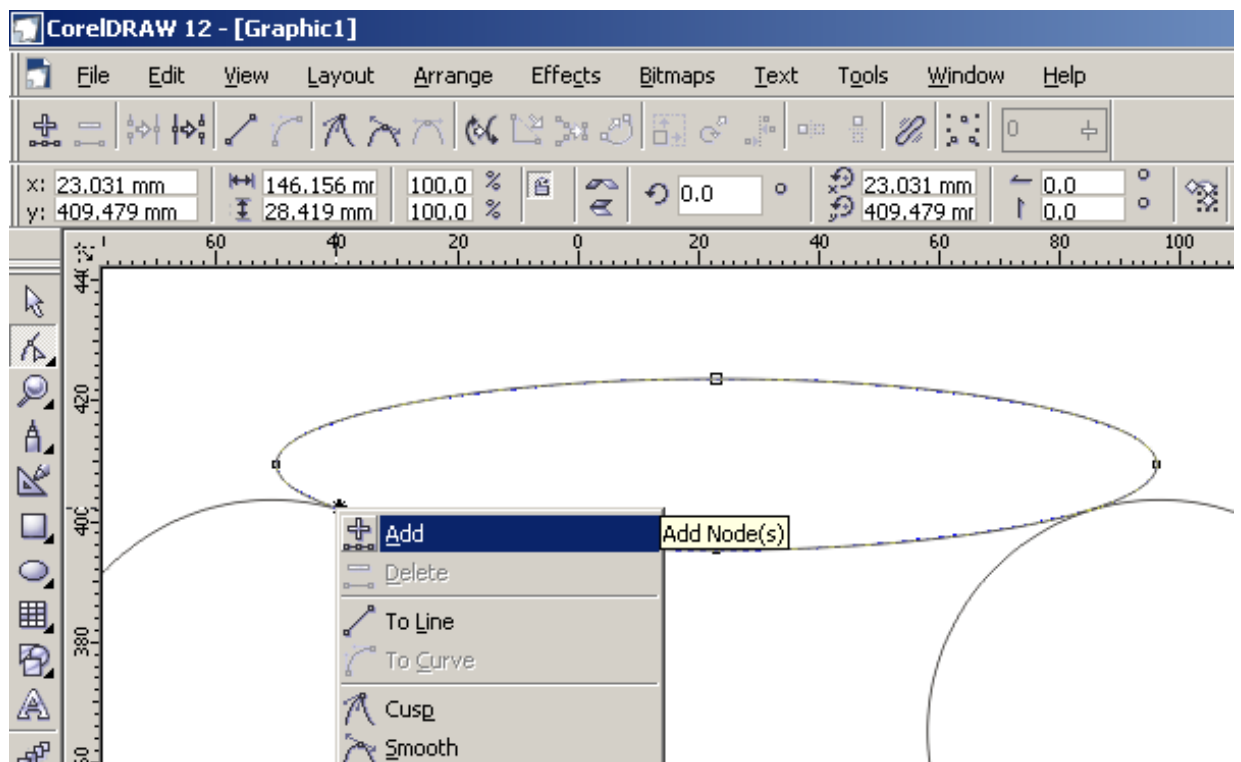 CorelDRAW 12 - [Graphic1]
File Edit View Layout Arrange Effects Bitmaps Text Tools Window Help
0
x: 23.031 mm 146.156 mr 100.0 % 0.0 ° 23.031 mm 0.0 °
y: 409.479 mm 28.419 mm 100.0 % 409.479 mr 0.0 °
60 40 20 0 20 40 60 80 100
440
420
400
Add Add Node(s)
Delete
To Line
380
To Curve
Cusp
Smooth